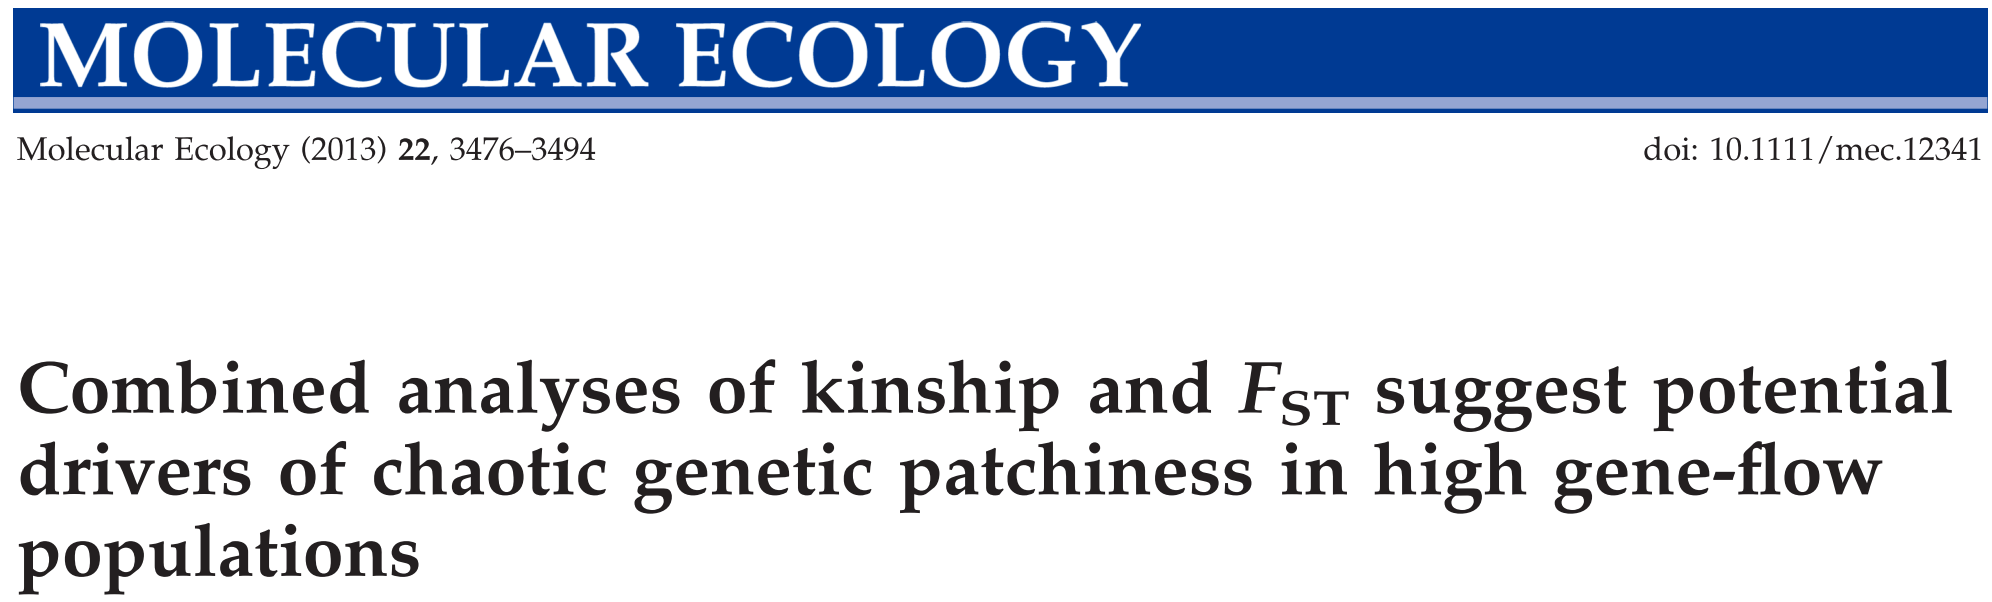 MOLECULAR ECOLOGY
Molecular Ecology (2013) 22, 3476–3494
doi: 10.1111/mec.12341
Combined analyses of kinship and FST suggest potential
drivers of chaotic genetic patchiness in high gene-flow
populations